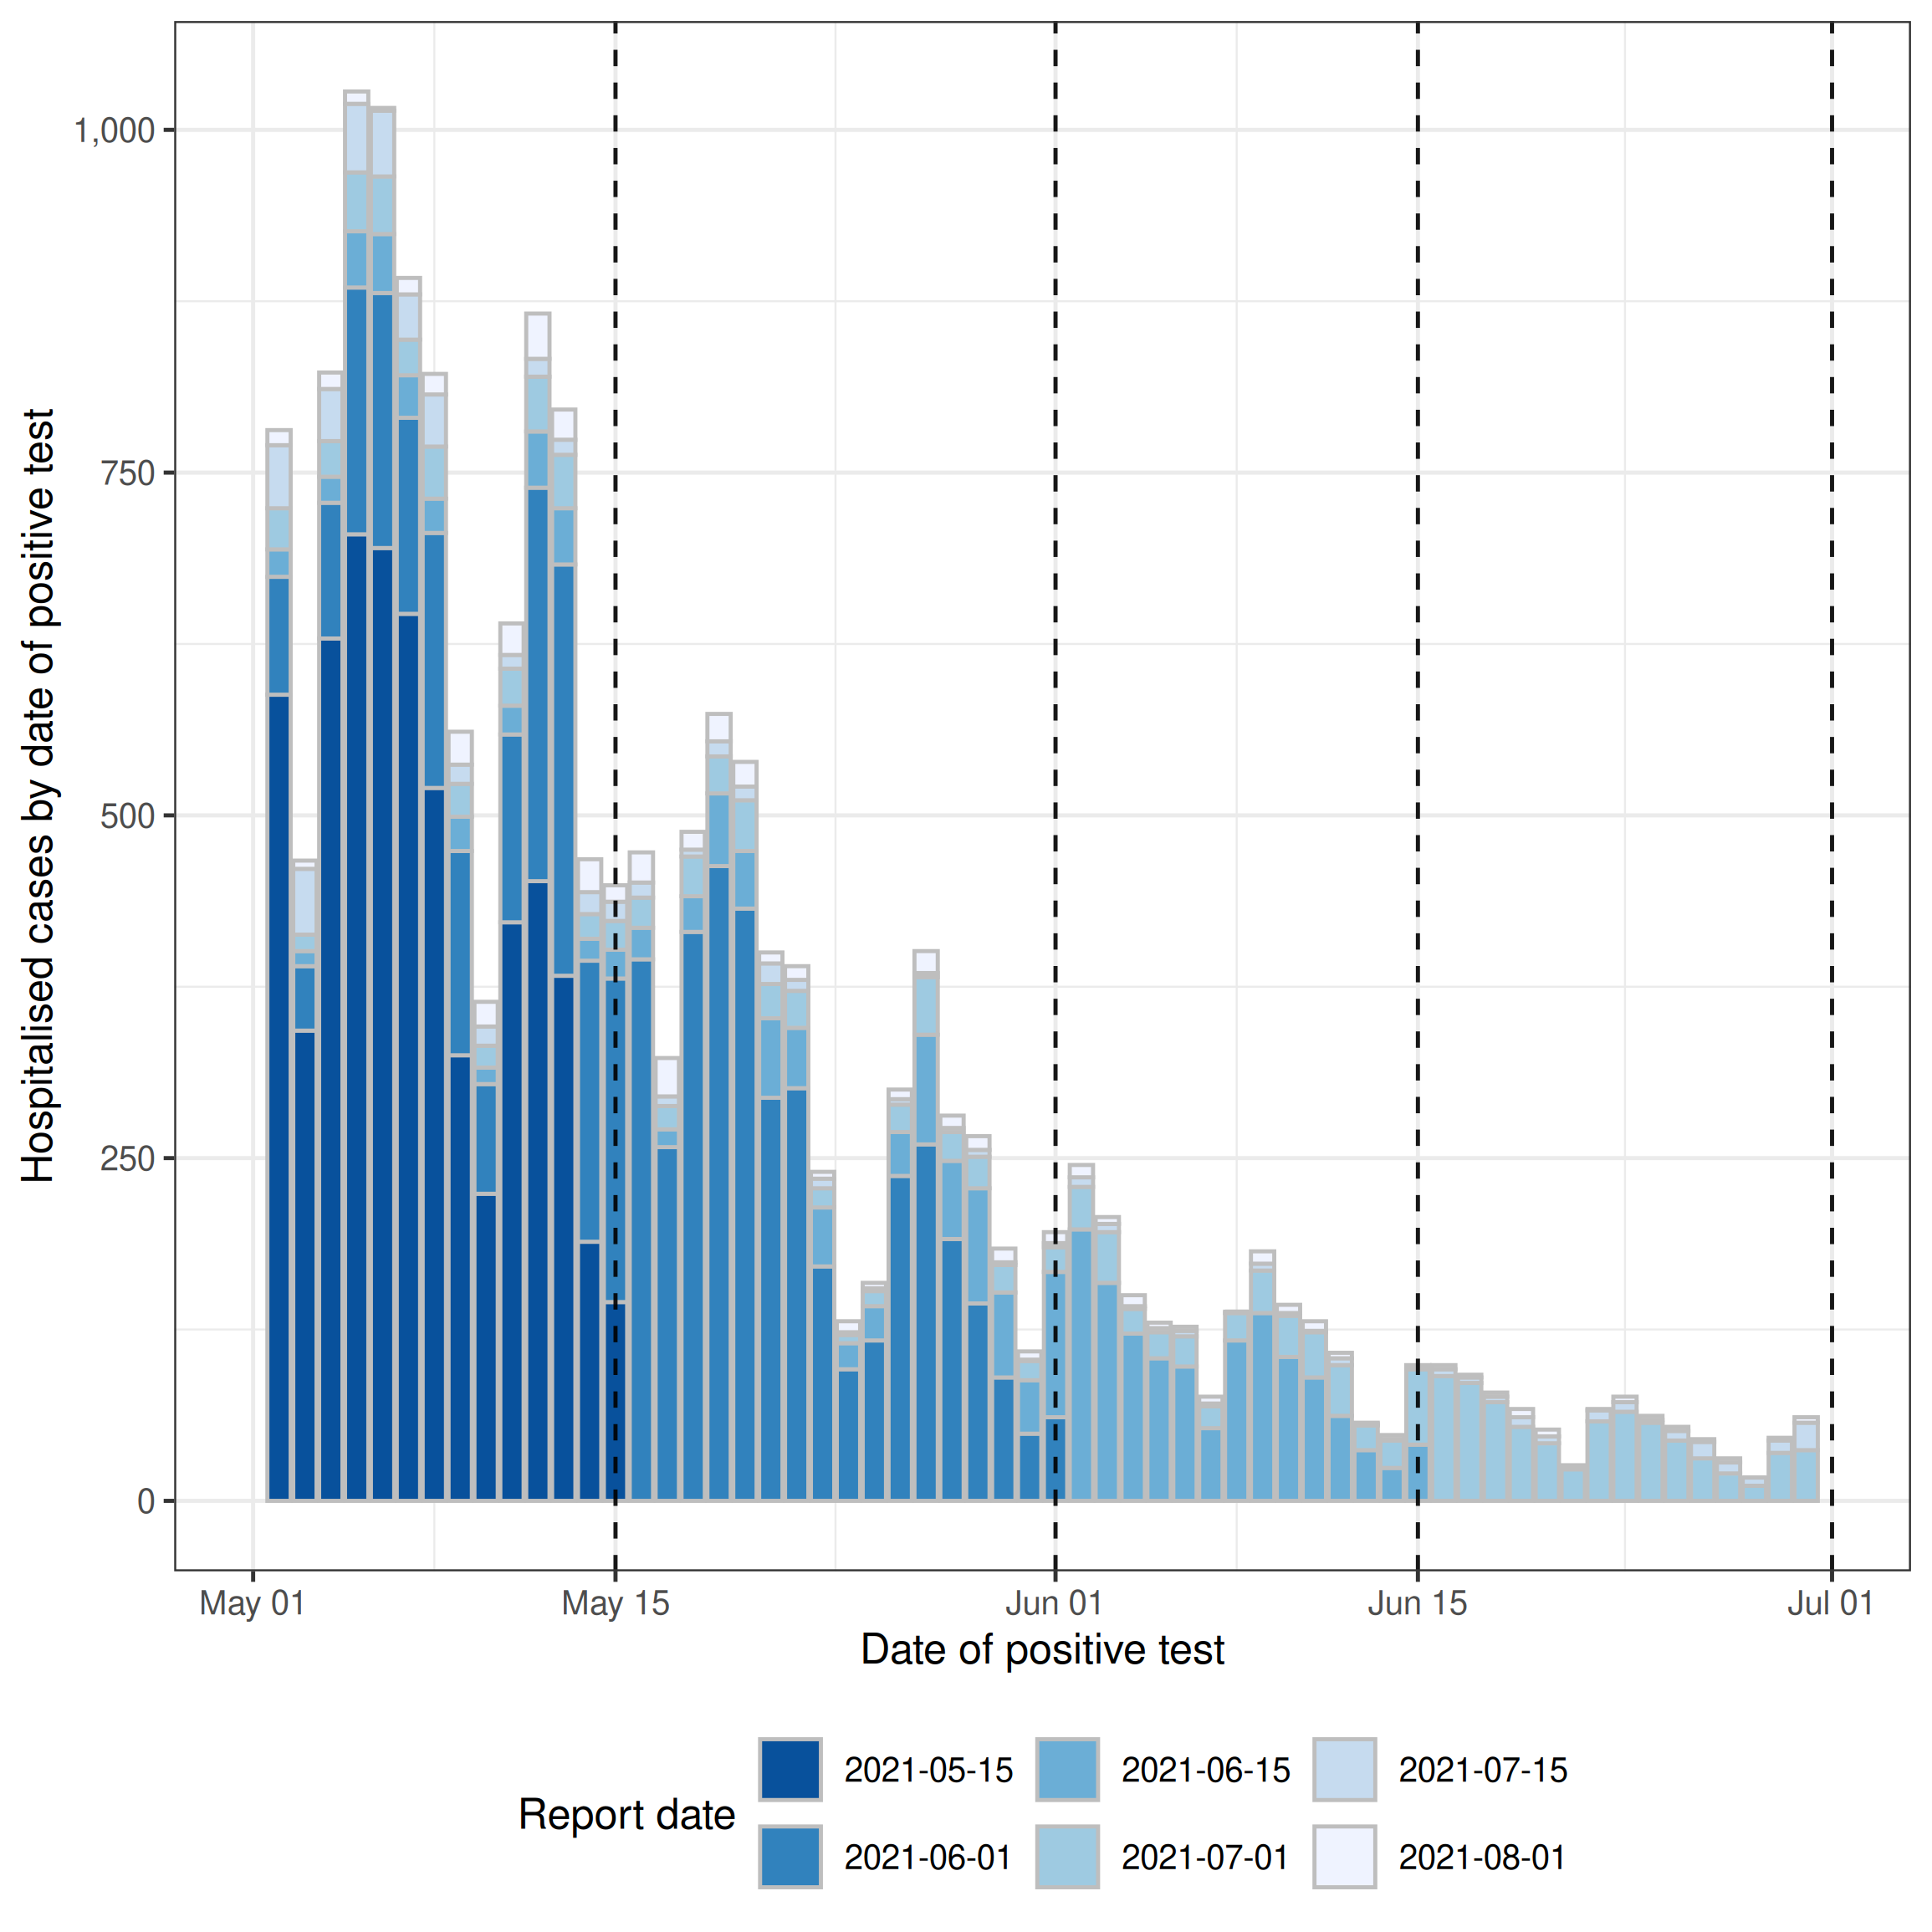 Hospitalised cases by date of positive test
1,000
750
500
250
0
May 01
May 15
Jun 01
Jun 15
Jul 01
Date of positive test
Report date
2021-05-15
2021-06-15
2021-07-15
2021-06-01
2021-07-01
2021-08-01